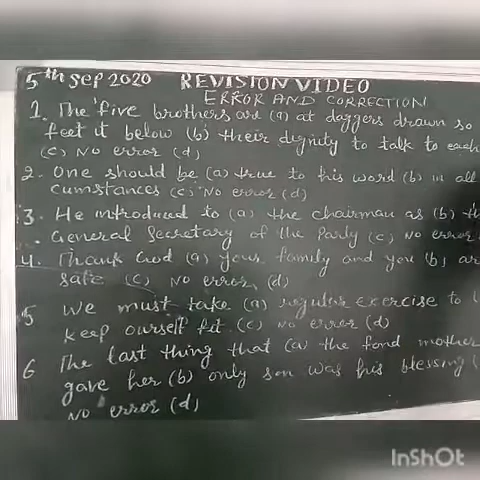 5th Sep 2020 REVISION VIDEO
ERROR AND CORRECTION
1. The five brothers are (a) at daggers drawn so
feet it below (b) their dignity to talk to each
(c) No error (d)
2. One should be (a) true to his word (b) in all
cumstances (c) No error (d)
3. He introduced to (a) the chairman as (b) th
General Secretary of the Party (c) No error
4. Thank God (a) your family and you (b) ar
safe (c) No error (d)
5 We must take (a) regular exercise to
keep ourself fit (c) No error (d)
6 The last thing that (a) the fond mother
gave her (b) only son was his blessing (
No error (d)
InShOt